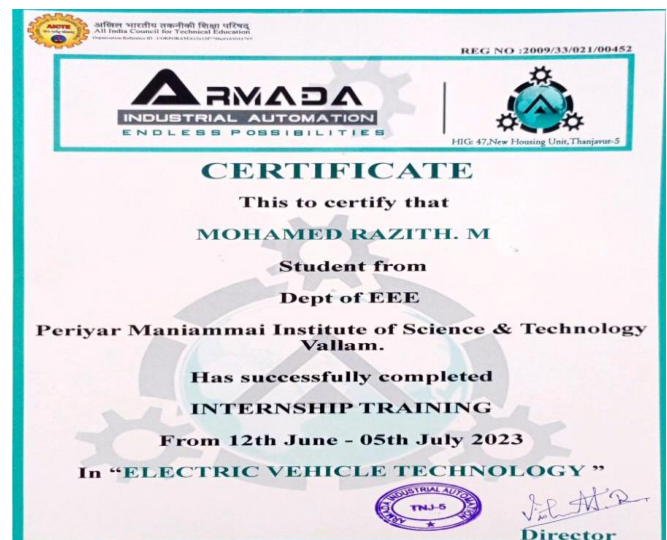 अखिल भारतीय तकनीकी शिक्षा परिषद्
All India Council for Technical Education
AICTE
REG NO :2009/33/021/00452
ARMADA
INDUSTRIAL AUTOMATION
ENDLESS POSSIBILITIES
HIG: 47,New Housing Unit,Thanjavur-5
CERTIFICATE
This to certify that
MOHAMED RAZITH. M
Student from
Dept of EEE
Periyar Maniammai Institute of Science & Technology
Vallam.
Has successfully completed
INTERNSHIP TRAINING
From 12th June - 05th July 2023
In “ELECTRIC VEHICLE TECHNOLOGY ”
ARMADA INDUSTRIAL AUTOMATION
TNJ-5
Director